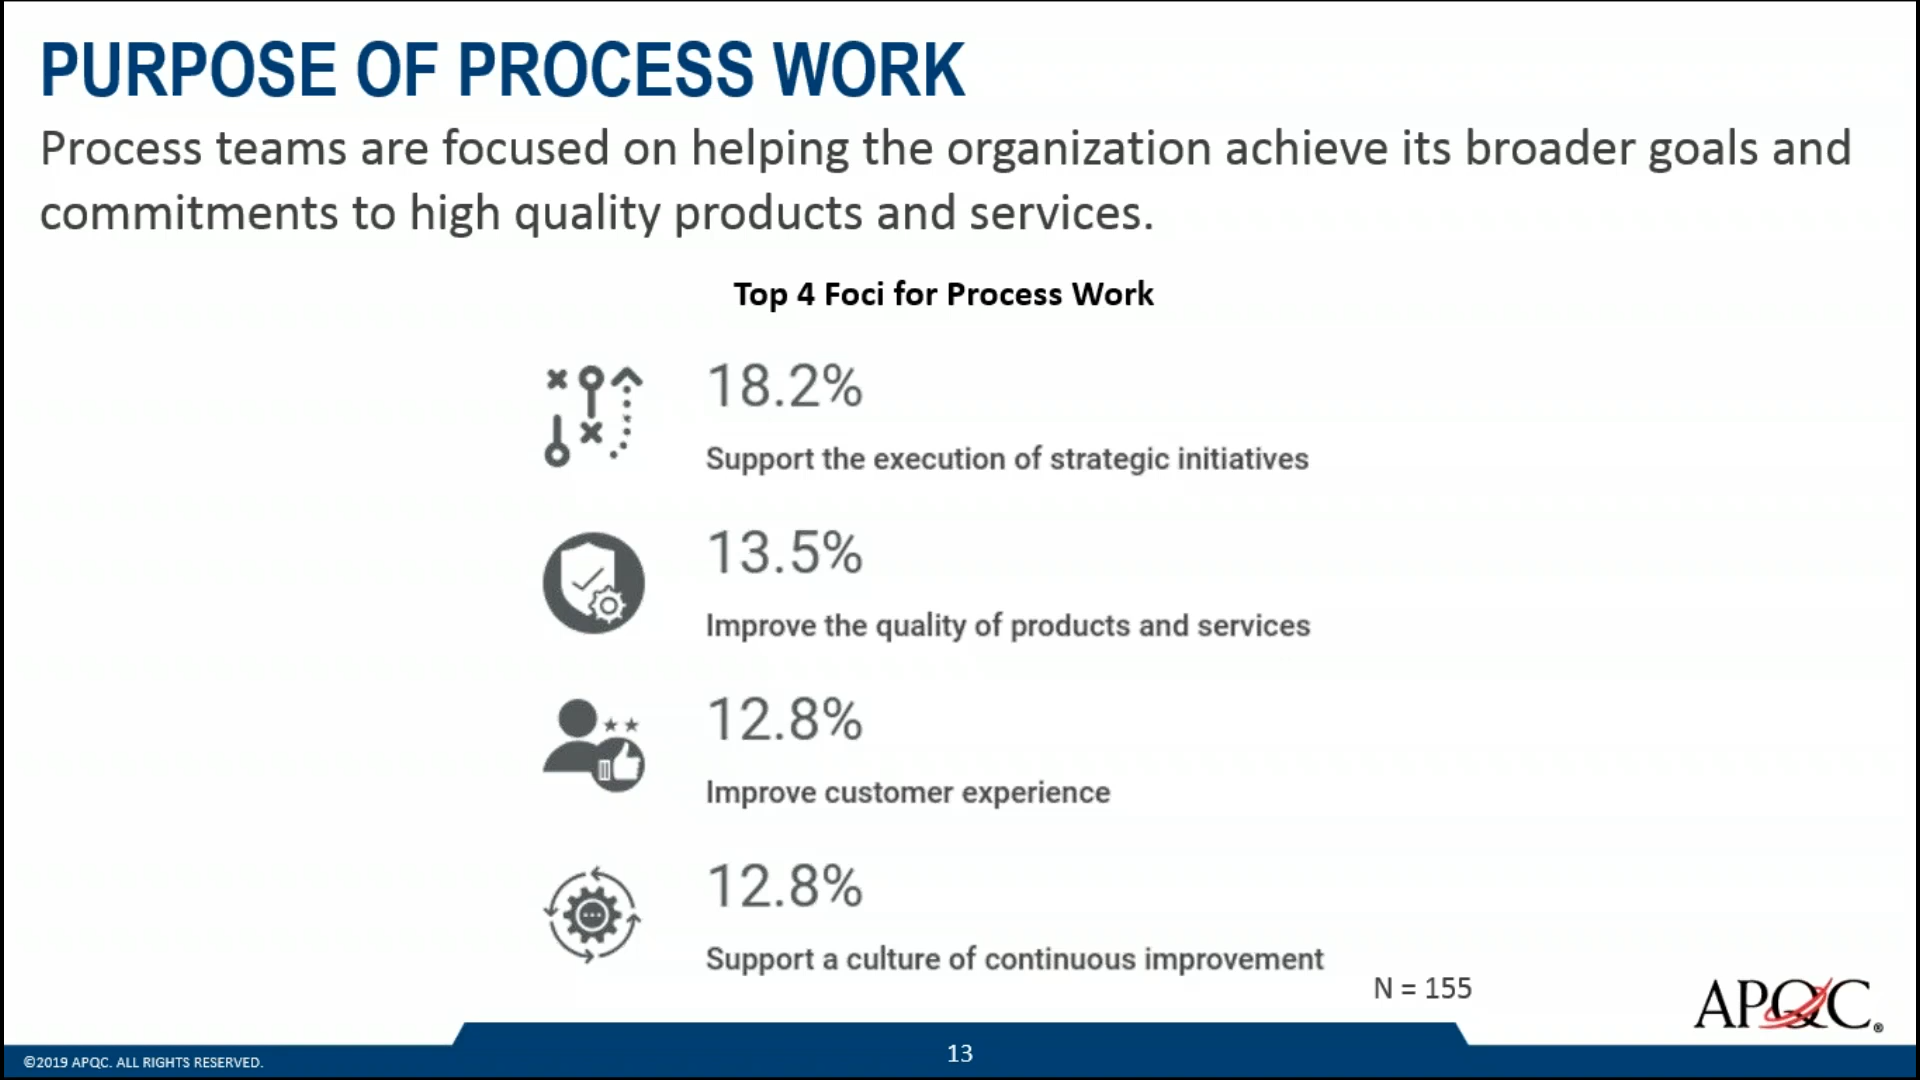 PURPOSE OF PROCESS WORK
Process teams are focused on helping the organization achieve its broader goals and
commitments to high quality products and services.
Top 4 Foci for Process Work
18.2%
Support the execution of strategic initiatives
13.5%
Improve the quality of products and services
12.8%
Improve customer experience
12.8%
Support a culture of continuous improvement
N = 155
APQC®
©2019 APQC. ALL RIGHTS RESERVED.
13